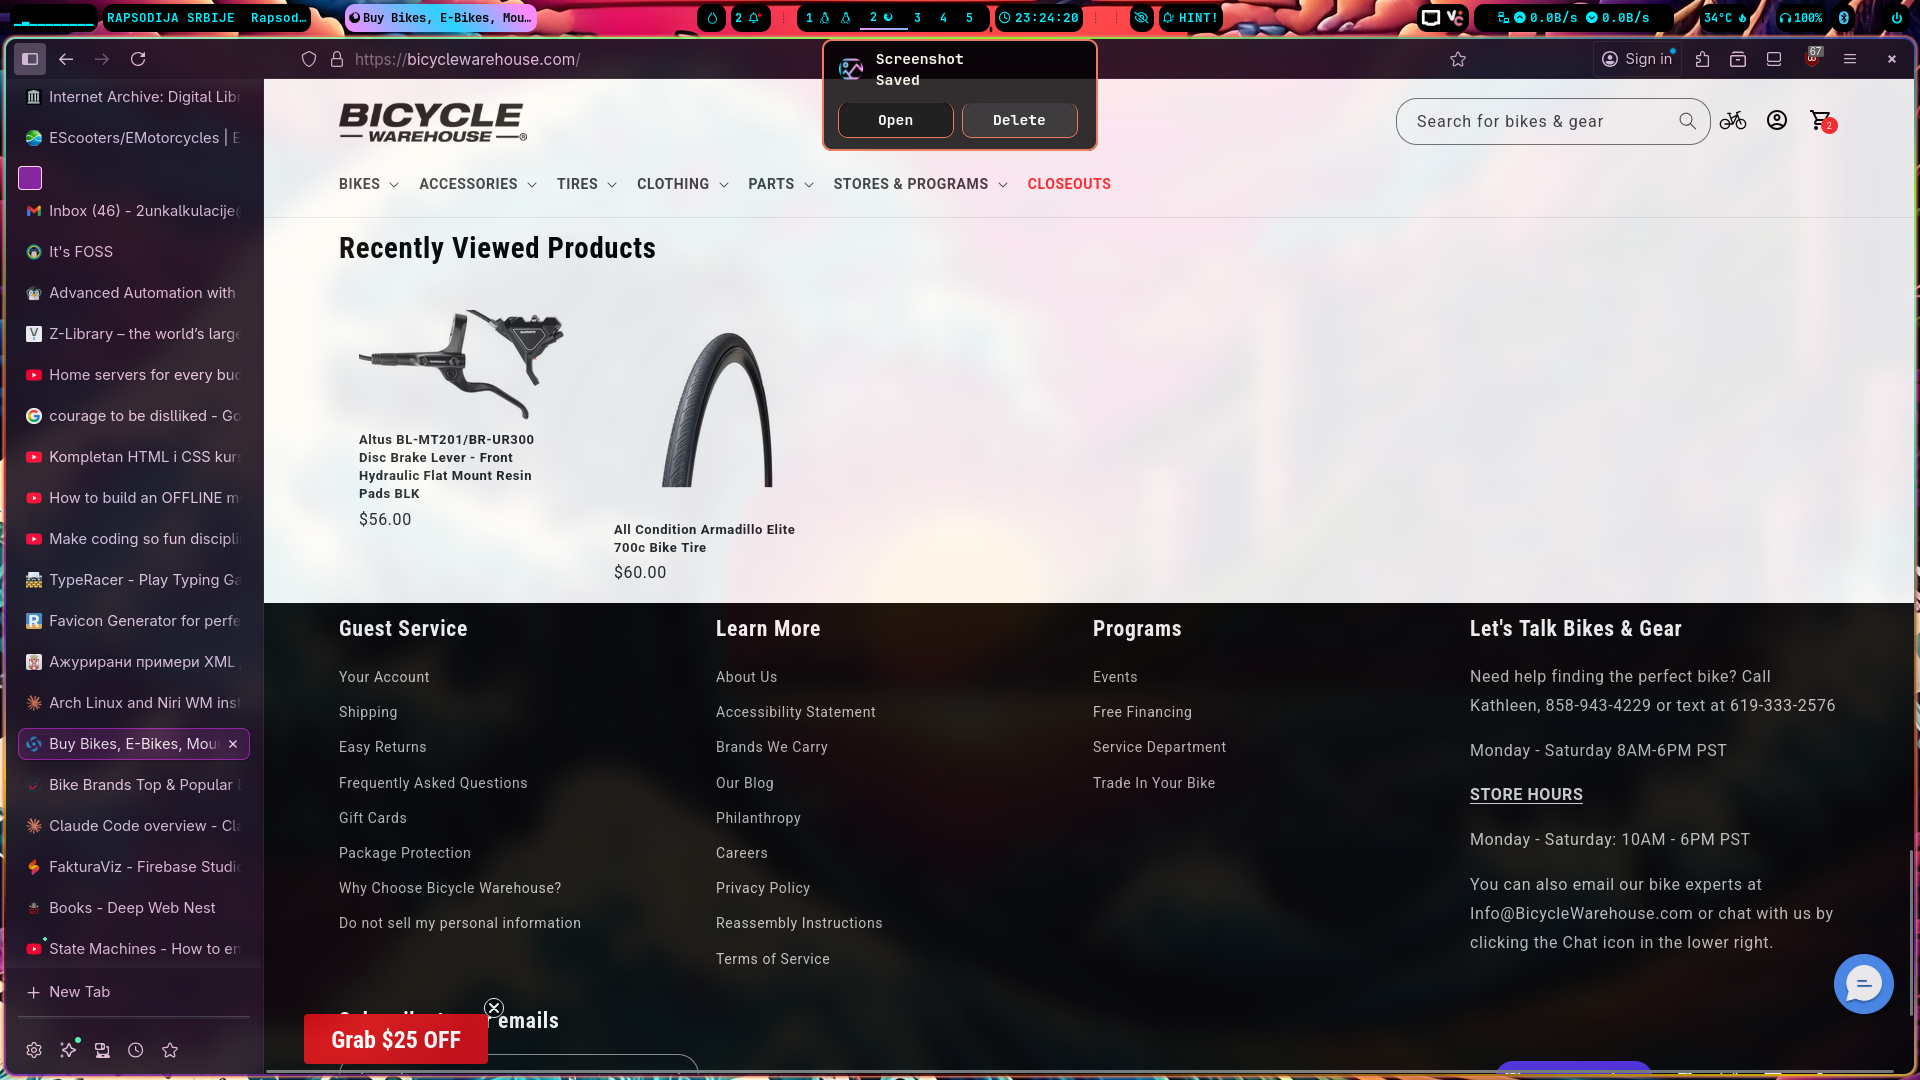 RAPSODIJA SRBIJE Rapsod…
Buy Bikes, E-Bikes, Mou…
2
1
2
3
4
5
23:24:20
HINT!
0.0B/s
0.0B/s
34°C
100%
https://bicyclewarehouse.com/
Sign in
67
Screenshot
Saved
Open
Delete
Internet Archive: Digital Libr
EScooters/EMotorcycles | E
Inbox (46) - 2unkalkulacije@
It's FOSS
Advanced Automation with
Z-Library – the world's large
Home servers for every bud
courage to be dislliked - Go
Kompletan HTML i CSS kurs
How to build an OFFLINE m
Make coding so fun discipli
TypeRacer - Play Typing Ga
Favicon Generator for perfe
Ажурирани примери XML
Arch Linux and Niri WM inst
Buy Bikes, E-Bikes, Mou
Bike Brands Top & Popular
Claude Code overview - Cla
FakturaViz - Firebase Studio
Books - Deep Web Nest
State Machines - How to en
New Tab
BICYCLE
WAREHOUSE®
Search for bikes & gear
2
BIKES
ACCESSORIES
TIRES
CLOTHING
PARTS
STORES & PROGRAMS
CLOSEOUTS
Recently Viewed Products
Altus BL-MT201/BR-UR300
Disc Brake Lever - Front
Hydraulic Flat Mount Resin
Pads BLK
$56.00
All Condition Armadillo Elite
700c Bike Tire
$60.00
Guest Service
Your Account
Shipping
Easy Returns
Frequently Asked Questions
Gift Cards
Package Protection
Why Choose Bicycle Warehouse?
Do not sell my personal information
Learn More
About Us
Accessibility Statement
Brands We Carry
Our Blog
Philanthropy
Careers
Privacy Policy
Reassembly Instructions
Terms of Service
Programs
Events
Free Financing
Service Department
Trade In Your Bike
Let's Talk Bikes & Gear
Need help finding the perfect bike? Call
Kathleen, 858-943-4229 or text at 619-333-2576
Monday - Saturday 8AM-6PM PST
STORE HOURS
Monday - Saturday: 10AM - 6PM PST
You can also email our bike experts at
Info@BicycleWarehouse.com or chat with us by
clicking the Chat icon in the lower right.
emails
Grab $25 OFF